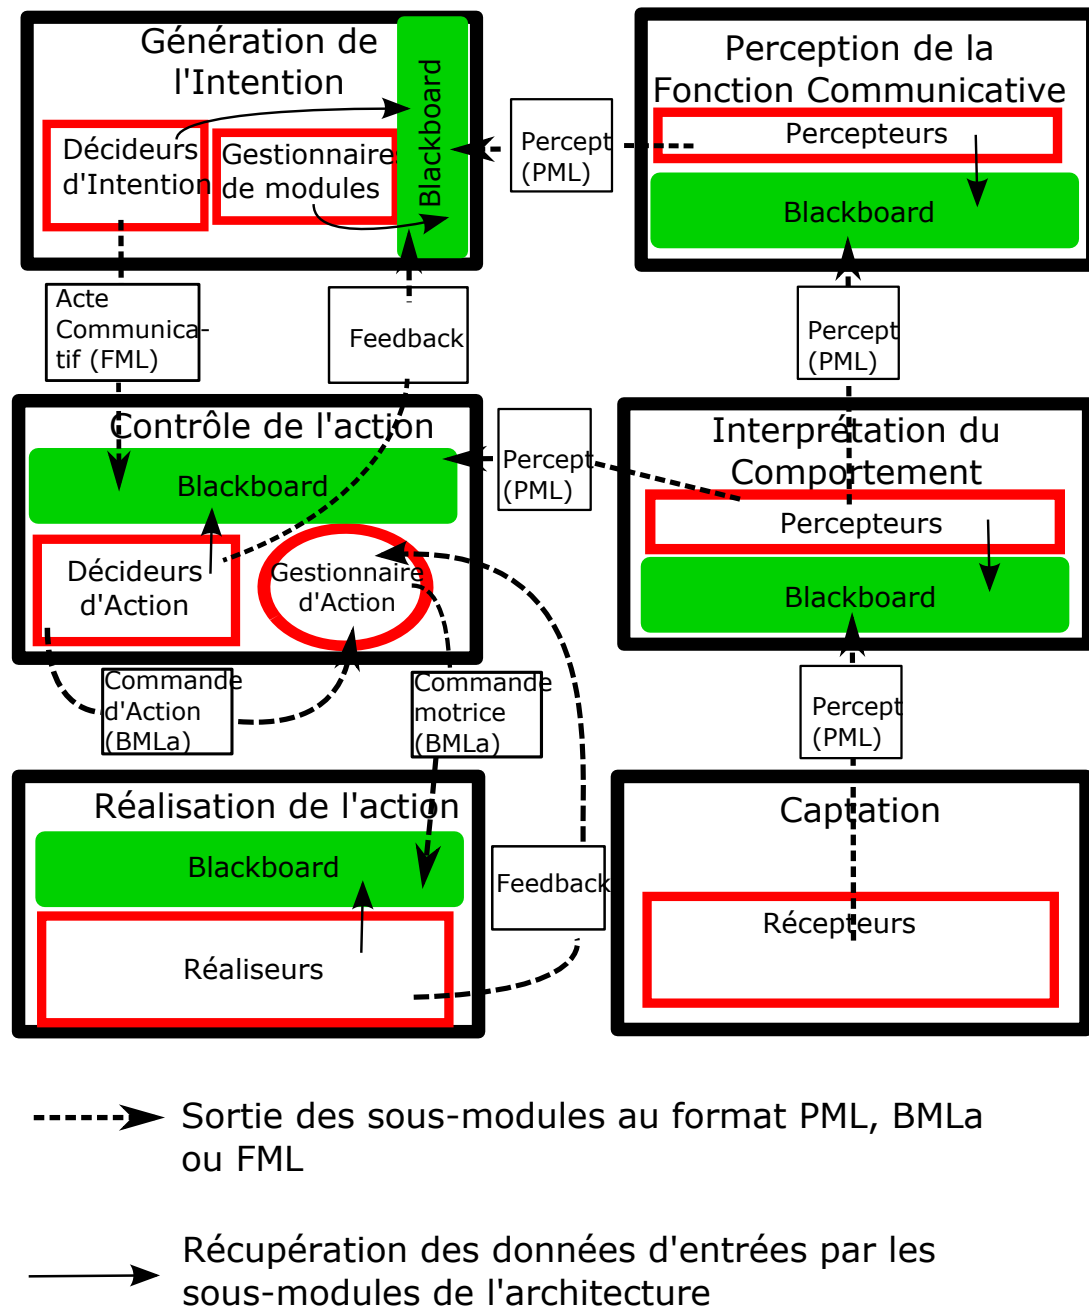 Génération de
l'Intention
Blackboard
Décideurs
d'Intention
Gestionnaires
de modules
Percept
(PML)
Perception de la
Fonction Communicative
Percepteurs
Blackboard
Acte
Communica-
tif (FML)
Feedback
Percept
(PML)
Contrôle de l'action
Blackboard
Décideurs
d'Action
Gestionnaire
d'Action
Percept
(PML)
Interprétation du
Comportement
Percepteurs
Blackboard
Commande
d'Action
(BMLa)
Commande
motrice
(BMLa)
Percept
(PML)
Réalisation de l'action
Blackboard
Réaliseurs
Feedback
Captation
Récepteurs
Sortie des sous-modules au format PML, BMLa
ou FML
Récupération des données d'entrées par les
sous-modules de l'architecture